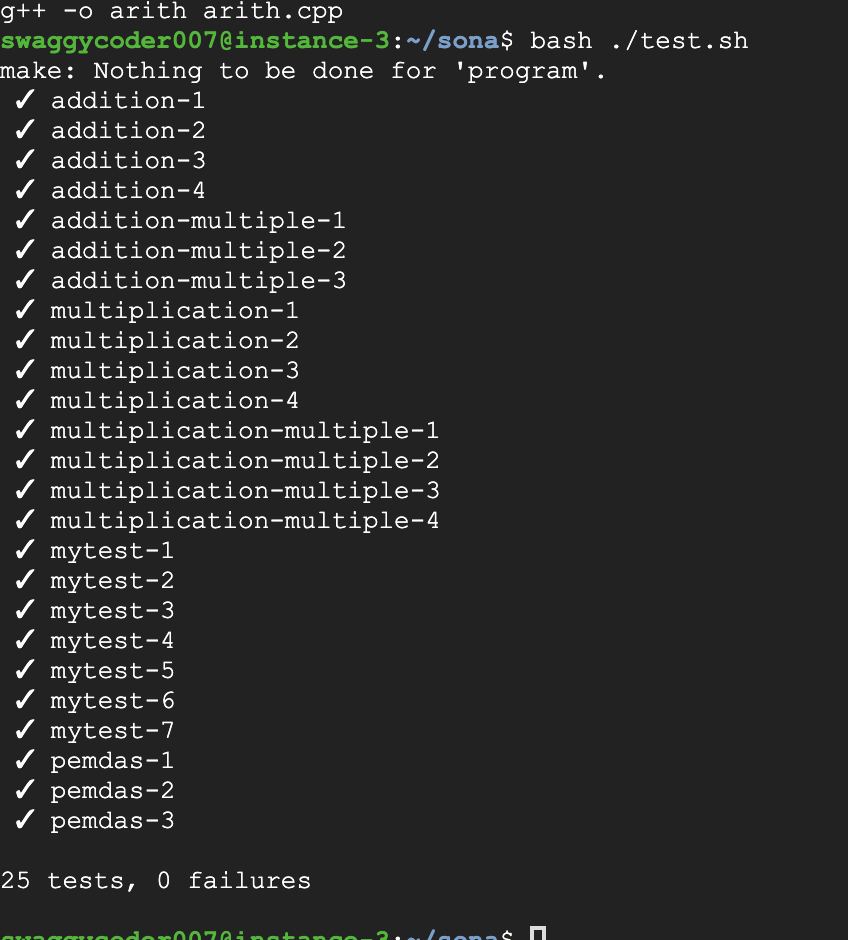 g++ -o arith arith.cpp
swaggycoder007@instance-3:~/sona$ bash ./test.sh
make: Nothing to be done for 'program'.
✓ addition-1
✓ addition-2
✓ addition-3
✓ addition-4
✓ addition-multiple-1
✓ addition-multiple-2
✓ addition-multiple-3
✓ multiplication-1
✓ multiplication-2
✓ multiplication-3
✓ multiplication-4
✓ multiplication-multiple-1
✓ multiplication-multiple-2
✓ multiplication-multiple-3
✓ multiplication-multiple-4
✓ mytest-1
✓ mytest-2
✓ mytest-3
✓ mytest-4
✓ mytest-5
✓ mytest-6
✓ mytest-7
✓ pemdas-1
✓ pemdas-2
✓ pemdas-3
25 tests, 0 failures
swaggycoder007@instance-3:~/sona$